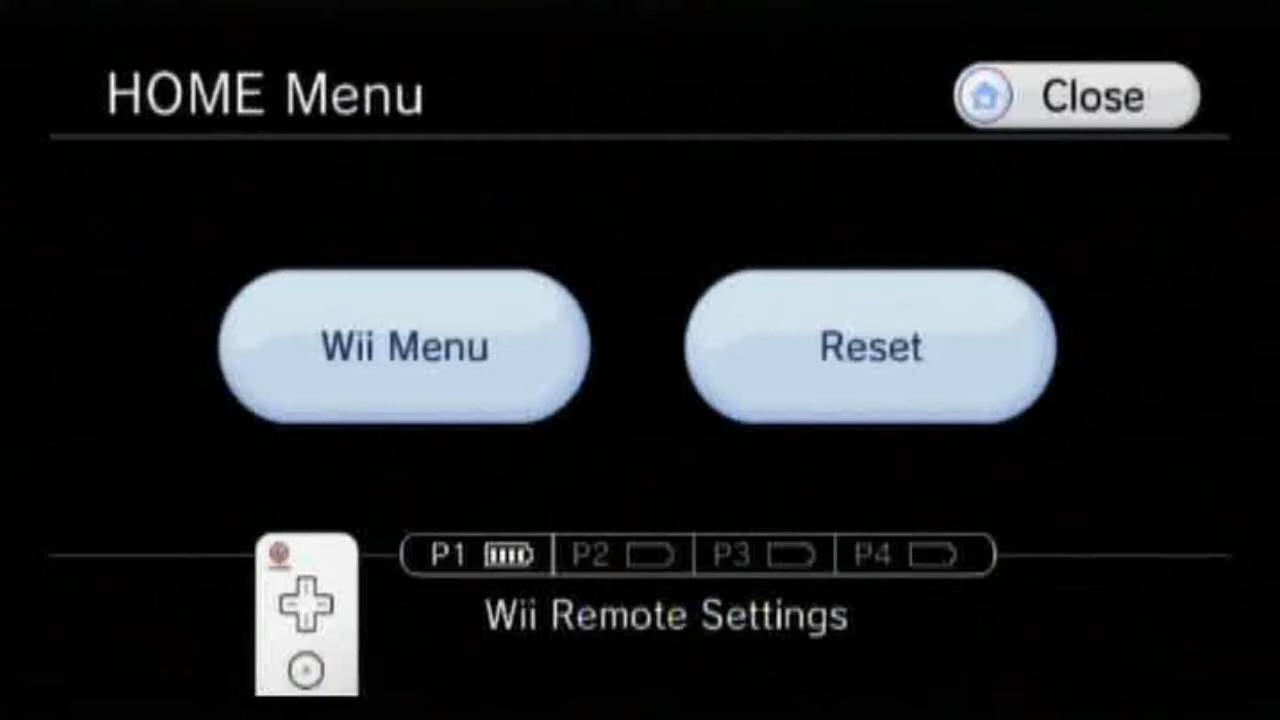 HOME Menu
Close
Wii Menu
Reset
P1 P2 P3 P4
Wii Remote Settings